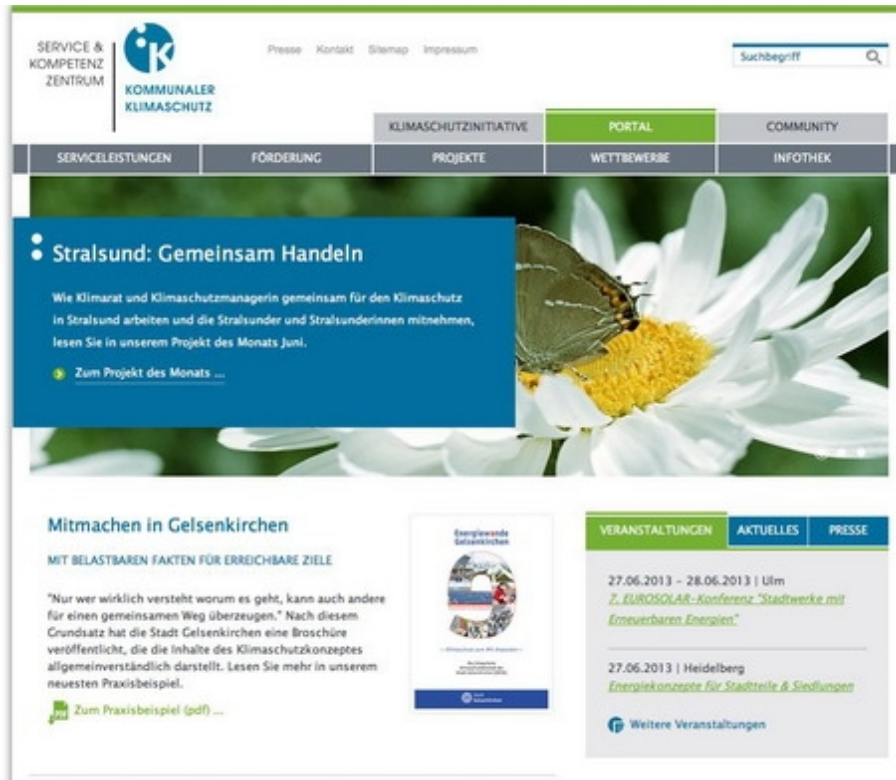 SERVICE &
KOMPETENZ
ZENTRUM
KOMMUNALER
KLIMASCHUTZ
Presse Kontakt Sitemap Impressum
Suchbegriff
KLIMASCHUTZINITIATIVE PORTAL COMMUNITY
SERVICELEISTUNGEN FÖRDERUNG PROJEKTE WETTBEWERBE INFOTHEK
Stralsund: Gemeinsam Handeln
Wie Klimarat und Klimaschutzmanagerin gemeinsam für den Klimaschutz
in Stralsund arbeiten und die Stralsunder und Stralsunderinnen mitnehmen,
lesen Sie in unserem Projekt des Monats Juni.
Zum Projekt des Monats ...
Mitmachen in Gelsenkirchen
MIT BELASTBAREN FAKTEN FÜR ERREICHBARE ZIELE
"Nur wer wirklich versteht worum es geht, kann auch andere
für einen gemeinsamen Weg überzeugen." Nach diesem
Grundsatz hat die Stadt Gelsenkirchen eine Broschüre
veröffentlicht, die die Inhalte des Klimaschutzkonzeptes
allgemeinverständlich darstellt. Lesen Sie mehr in unserem
neuesten Praxisbeispiel.
PDF Zum Praxisbeispiel (pdf) ...
Energiewende
Gelsenkirchen
Gelsenkirchen
VERANSTALTUNGEN AKTUELLES PRESSE
27.06.2013 - 28.06.2013 | Ulm
7. EUROSOLAR-Konferenz "Stadtwerke mit
Erneuerbaren Energien"
27.06.2013 | Heidelberg
Energiekonzepte für Stadtteile & Siedlungen
Weitere Veranstaltungen